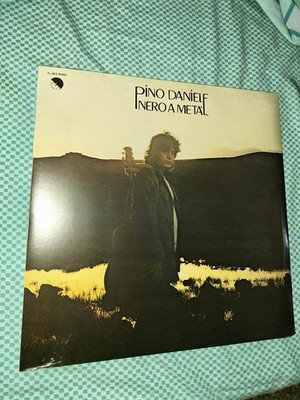 PINO DANIELE
NERO A METÀ